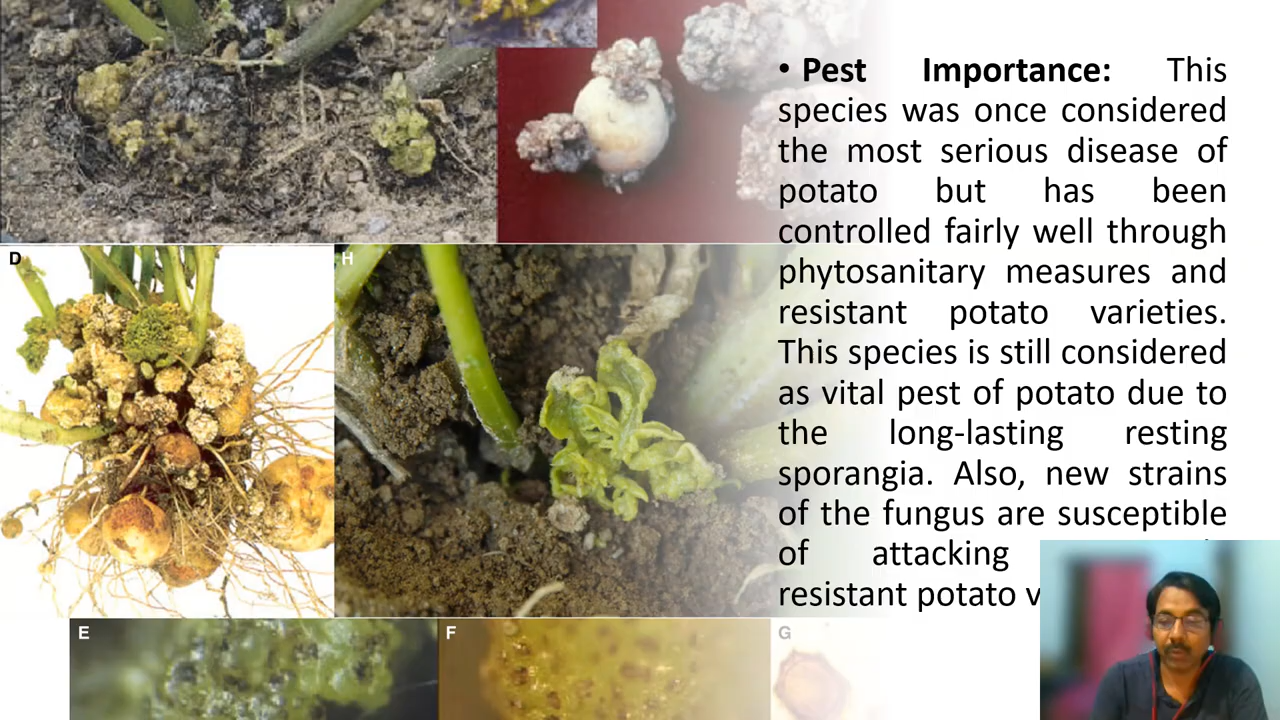 • Pest Importance: This
species was once considered
the most serious disease of
potato but has been
controlled fairly well through
phytosanitary measures and
resistant potato varieties.
This species is still considered
as vital pest of potato due to
the long-lasting resting
sporangia. Also, new strains
of the fungus are susceptible
of attacking
resistant potato
D
H
E
F
G